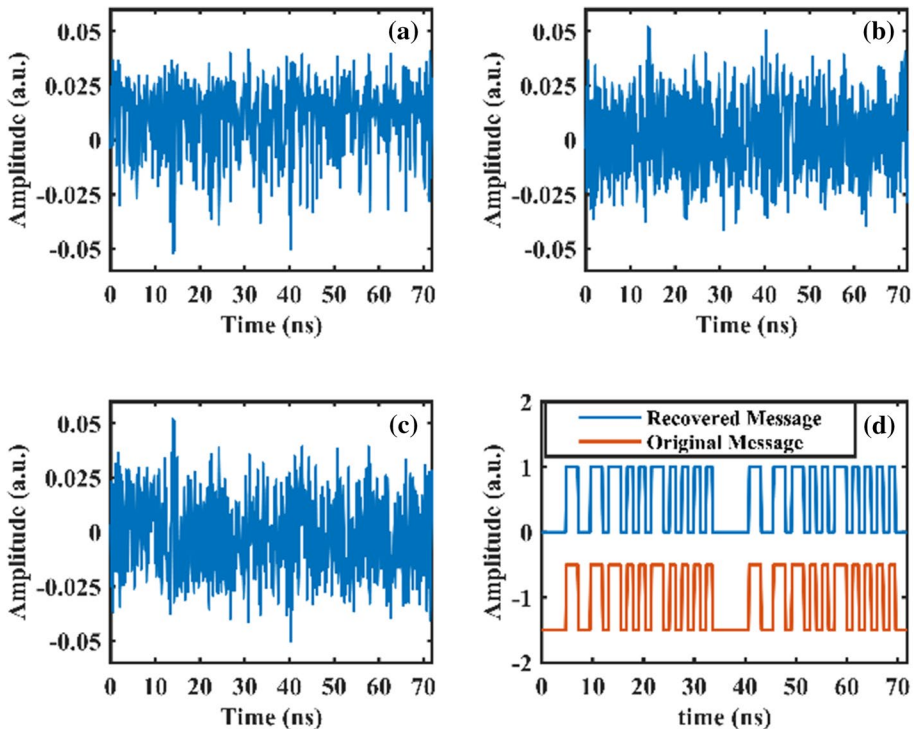 (a)
0.05
0.025
0
-0.025
-0.05
0 10 20 30 40 50 60 70
Time (ns)
Amplitude (a.u.)
(b)
0.05
0.025
0
-0.025
-0.05
0 10 20 30 40 50 60 70
Time (ns)
Amplitude (a.u.)
(c)
0.05
0.025
0
-0.025
-0.05
0 10 20 30 40 50 60 70
Time (ns)
Amplitude (a.u.)
(d)
Recovered Message
Original Message
2
1
0
-1
-2
0 10 20 30 40 50 60 70
time (ns)
Amplitude (a.u.)